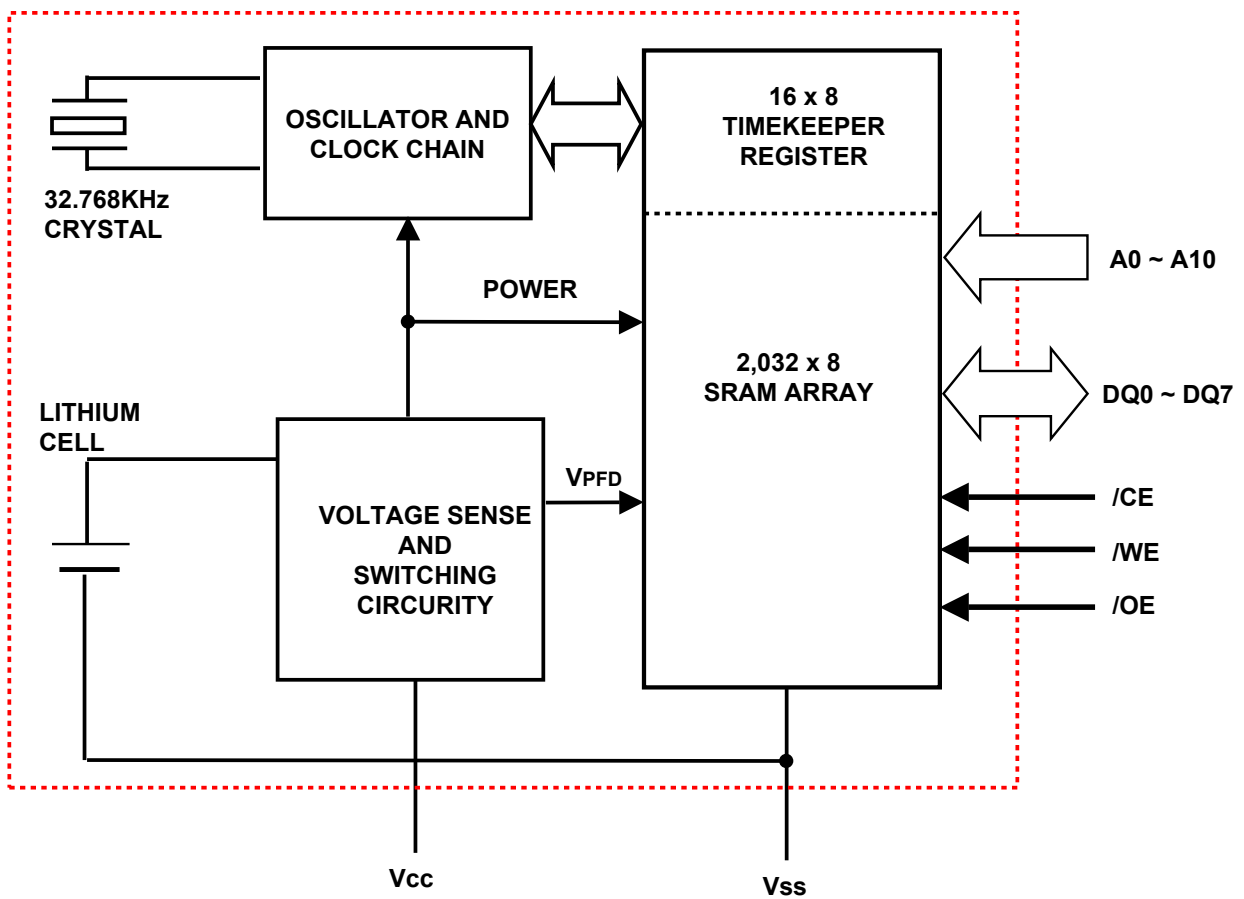 OSCILLATOR AND
CLOCK CHAIN
16 x 8
TIMEKEEPER
REGISTER
32.768KHz
CRYSTAL
A0 ~ A10
POWER
2,032 x 8
SRAM ARRAY
DQ0 ~ DQ7
LITHIUM
CELL
VPFD
/CE
VOLTAGE SENSE
AND
SWITCHING
CIRCURITY
/WE
/OE
Vcc
Vss